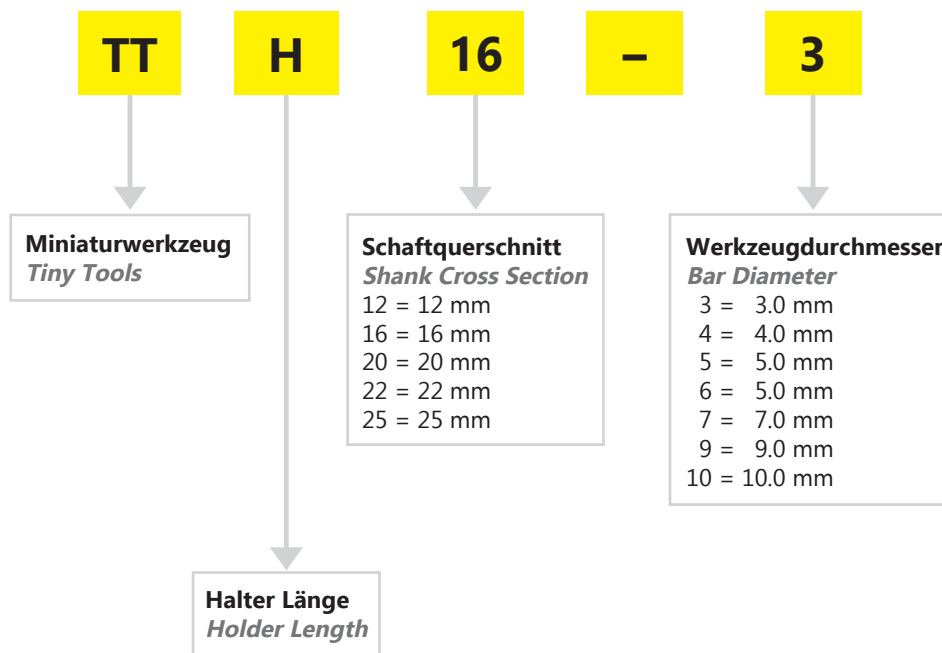 TT H 16 – 3
Miniaturwerkzeug
Tiny Tools
Schaftquerschnitt
Shank Cross Section
12 = 12 mm
16 = 16 mm
20 = 20 mm
22 = 22 mm
25 = 25 mm
Werkzeugdurchmesser
Bar Diameter
3 = 3.0 mm
4 = 4.0 mm
5 = 5.0 mm
6 = 5.0 mm
7 = 7.0 mm
9 = 9.0 mm
10 = 10.0 mm
Halter Länge
Holder Length